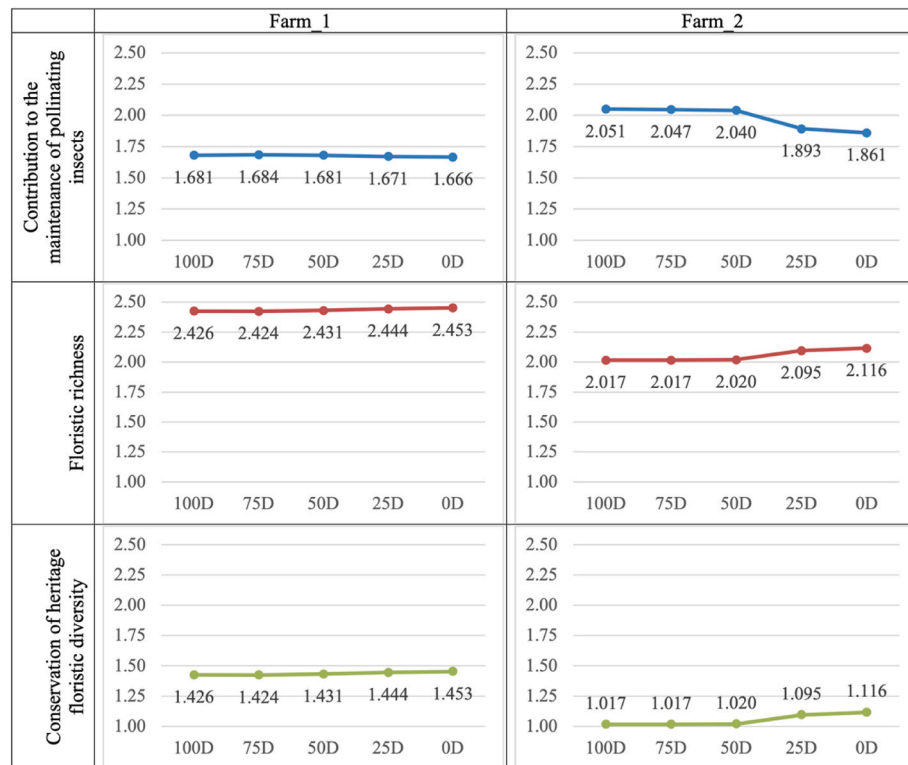 Farm_1
Farm_2
Contribution to the
maintenance of pollinating
insects
2.50
2.25
2.00
1.75
1.50
1.25
1.00
1.681
1.684
1.681
1.671
1.666
100D
75D
50D
25D
0D
2.50
2.25
2.00
1.75
1.50
1.25
1.00
2.051
2.047
2.040
1.893
1.861
100D
75D
50D
25D
0D
Floristic richness
2.50
2.25
2.00
1.75
1.50
1.25
1.00
2.426
2.424
2.431
2.444
2.453
100D
75D
50D
25D
0D
2.50
2.25
2.00
1.75
1.50
1.25
1.00
2.017
2.017
2.020
2.095
2.116
100D
75D
50D
25D
0D
Conservation of heritage
floristic diversity
2.50
2.25
2.00
1.75
1.50
1.25
1.00
1.426
1.424
1.431
1.444
1.453
100D
75D
50D
25D
0D
2.50
2.25
2.00
1.75
1.50
1.25
1.00
1.017
1.017
1.020
1.095
1.116
100D
75D
50D
25D
0D